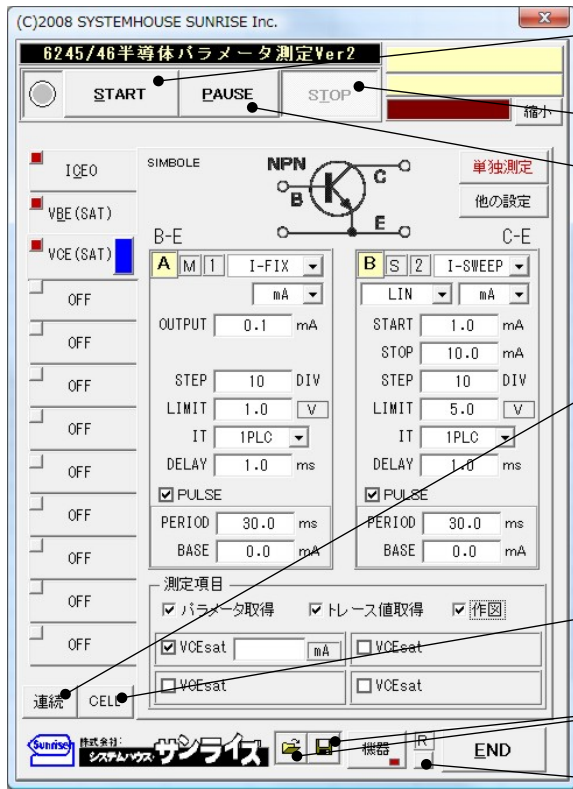 (C)2008 SYSTEMHOUSE SUNRISE Inc.
6245/46半導体パラメータ測定Ver2
START PAUSE STOP
縮小
ICEO
VBE(SAT)
VCE(SAT)
OFF
OFF
OFF
OFF
OFF
OFF
OFF
OFF
OFF
連続 CELL
SIMBOLE NPN C B E
単独測定
他の設定
B-E C-E
A M 1 I-FIX
mA
OUTPUT 0.1 mA
STEP 10 DIV
LIMIT 1.0 V
IT 1PLC
DELAY 1.0 ms
PULSE
PERIOD 30.0 ms
BASE 0.0 mA
B S 2 I-SWEEP
LIN mA
START 1.0 mA
STOP 10.0 mA
STEP 10 DIV
LIMIT 5.0 V
IT 1PLC
DELAY 1.0 ms
PULSE
PERIOD 30.0 ms
BASE 0.0 mA
測定項目
パラメータ取得 トレース値取得 作図
VCEsat mA VCEsat
VCEsat VCEsat
Sunrise 株式会社 システムハウス サンライズ 機器 R END